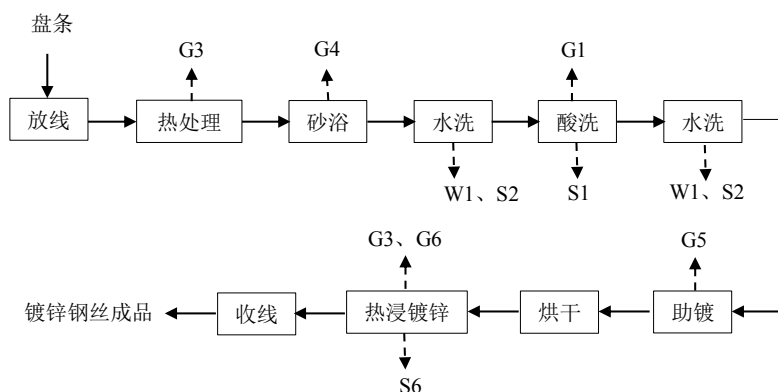 盘条
G3
G4
G1
放线
热处理
砂浴
水洗
酸洗
水洗
W1、S2
S1
W1、S2
G3、G6
G5
镀锌钢丝成品
收线
热浸镀锌
烘干
助镀
S6